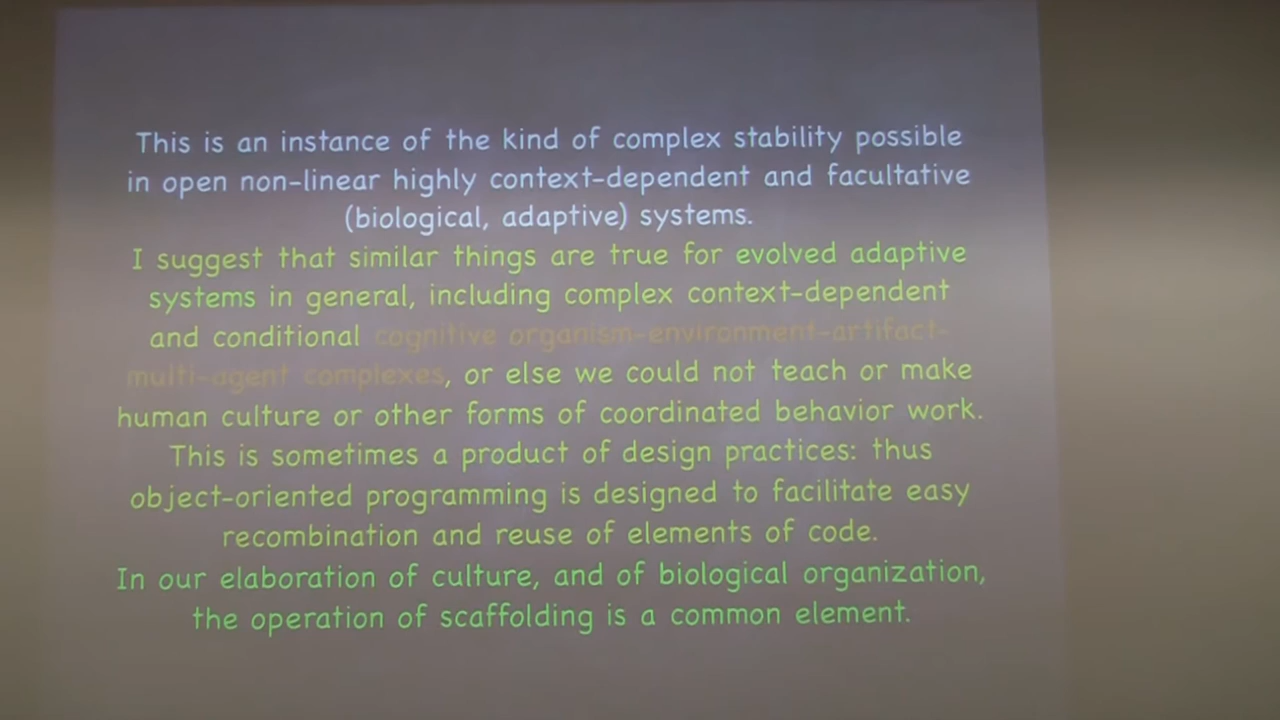 This is an instance of the kind of complex stability possible
in open non-linear highly context-dependent and facultative
(biological, adaptive) systems.
I suggest that similar things are true for evolved adaptive
systems in general, including complex context-dependent
and conditional cognitive organism-environment-artifact-
multi-agent complexes, or else we could not teach or make
human culture or other forms of coordinated behavior work.
This is sometimes a product of design practices: thus
object-oriented programming is designed to facilitate easy
recombination and reuse of elements of code.
In our elaboration of culture, and of biological organization,
the operation of scaffolding is a common element.